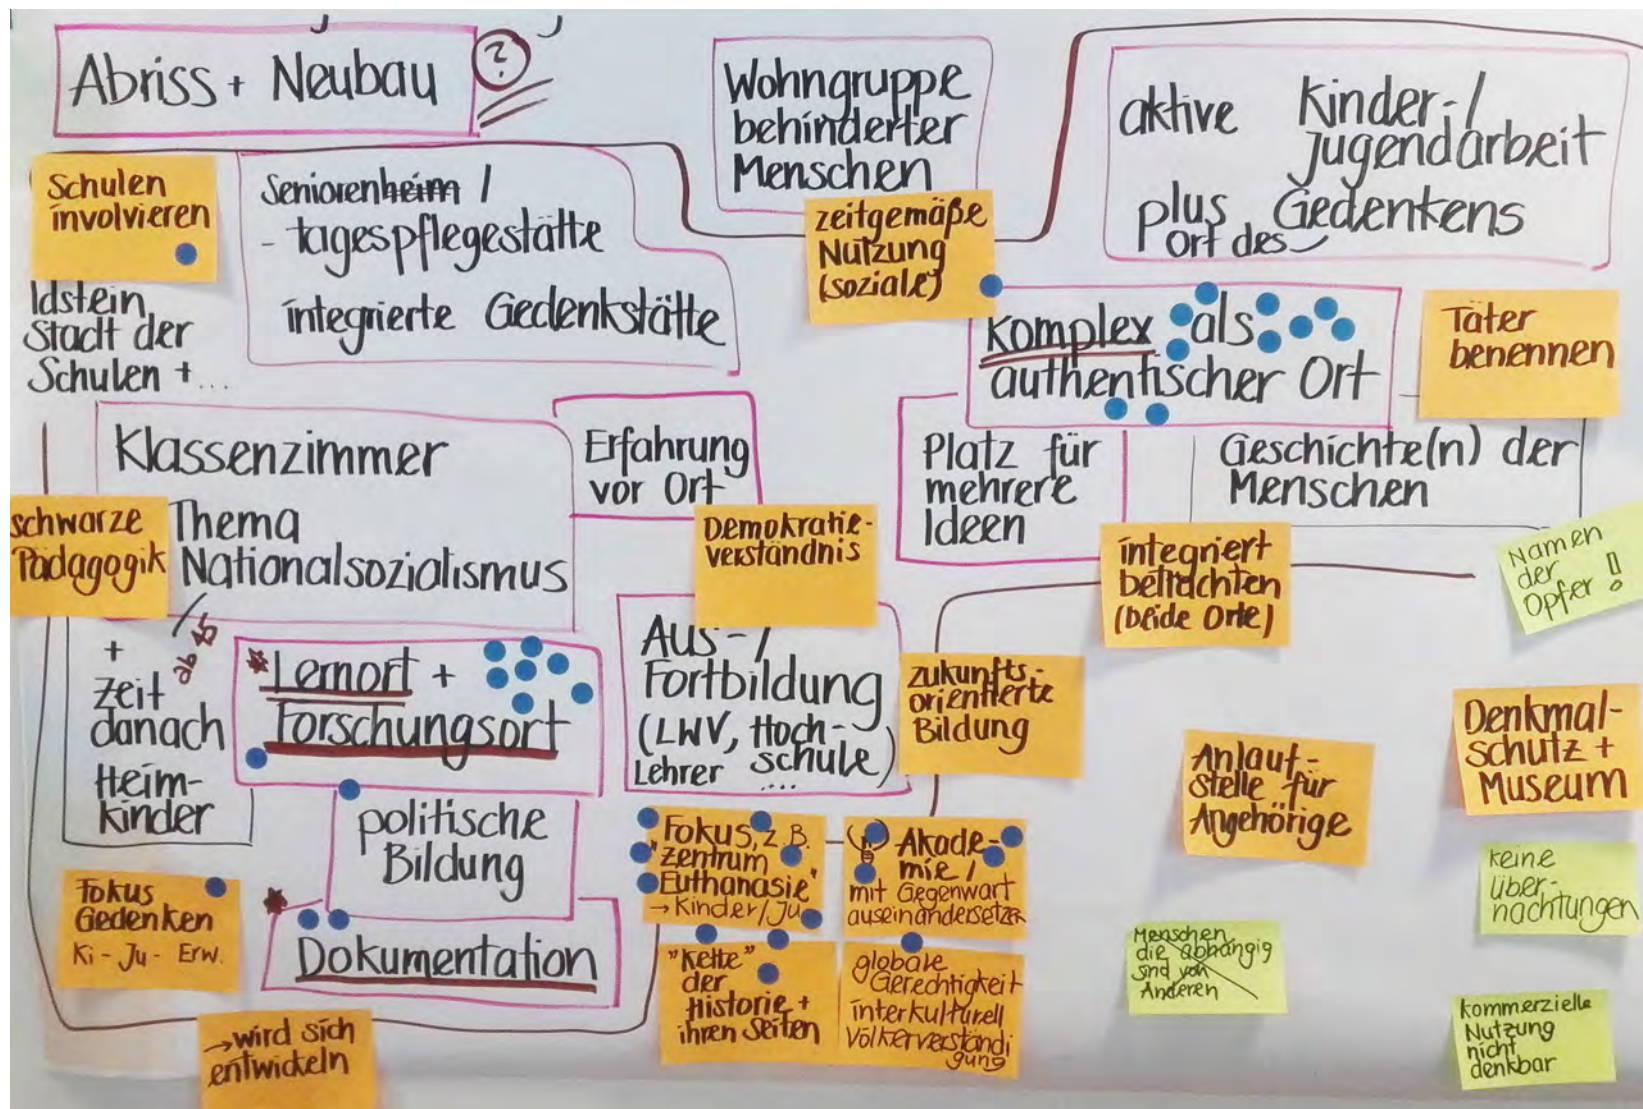 Abriss + Neubau ?
Wohngruppe
behinderter
Menschen
aktive Kinder-/
jugendarbeit
plus Gedenkens
Ort des
Schulen
involvieren
Seniorenheim /
- tagespflegestätte
integrierte Gedenkstätte
zeitgemäße
Nutzung
(soziale)
Idstein
Stadt der
Schulen + ...
Komplex als
authentischer Ort
Täter
benennen
Klassenzimmer
Thema
Nationalsozialismus
Erfahrung
vor Ort
Platz für
mehrere
Ideen
Geschichte(n) der
Menschen
schwarze
Pädagogik
Demokratie-
verständnis
integriert
betrachten
(beide Orte)
Namen
der
Opfer !
ab 45
+
Zeit
danach
Heim-
kinder
Lernort +
Forschungsort
Aus-/
Fortbildung
(LWV, Hoch-
Lehrer schule)
....
zukunfts-
orientierte
Bildung
Anlauf-
stelle für
Angehörige
Denkmal-
schutz +
Museum
politische
Bildung
Fokus, z.B.
"Zentrum
Euthanasie"
→ Kinder/Ju
(!) Akade-
mie /
mit Gegenwart
auseinandersetzen
keine
über-
nachtungen
Fokus
Gedenken
Ki - Ju - Erw.
Dokumentation
"Kette"
der
Historie +
ihren Seiten
globale
Gerechtigkeit
interkulturell
Völkerverständi
gung
Menschen
die abhängig
sind von
Anderen
kommerzielle
Nutzung
nicht
denkbar
→ wird sich
entwickeln